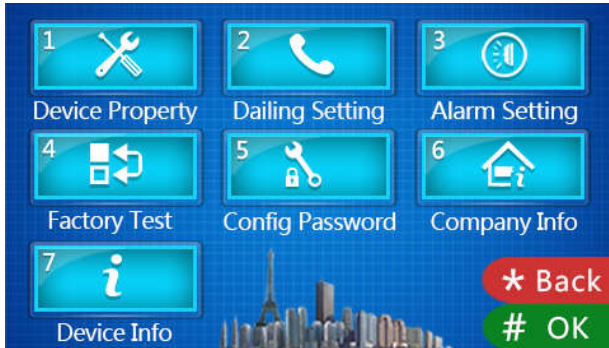 1
2
3
Device Property
Dailing Setting
Alarm Setting
4
5
6
Factory Test
Config Password
Company Info
7
Device Info
* Back
# OK